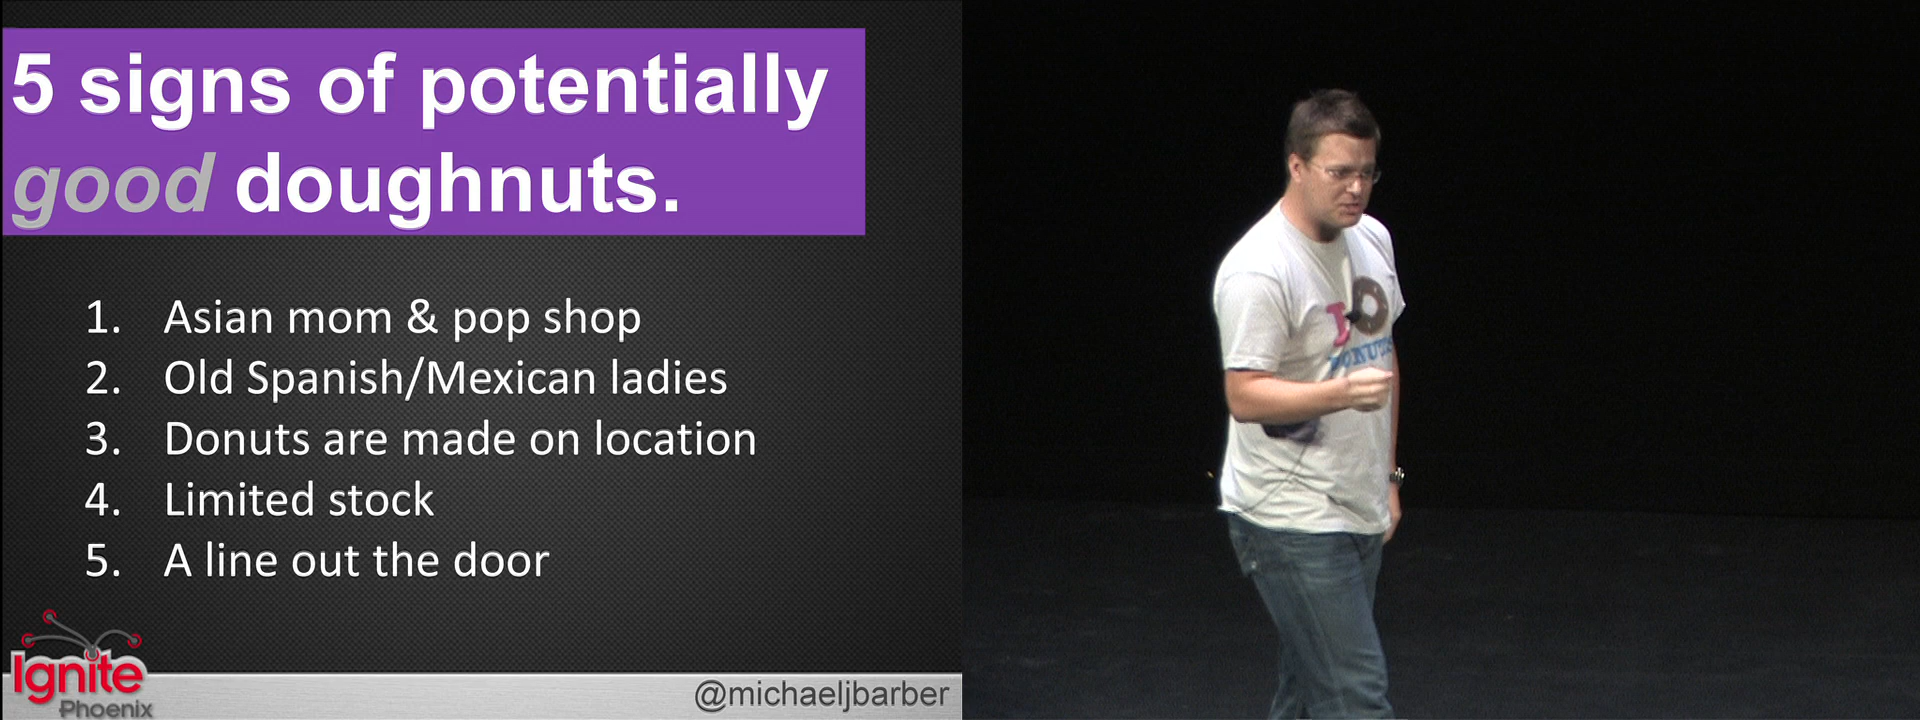 5 signs of potentially
good doughnuts.
1. Asian mom & pop shop
2. Old Spanish/Mexican ladies
3. Donuts are made on location
4. Limited stock
5. A line out the door
Ignite
Phoenix
@michaeljbarber
I
DONUTS